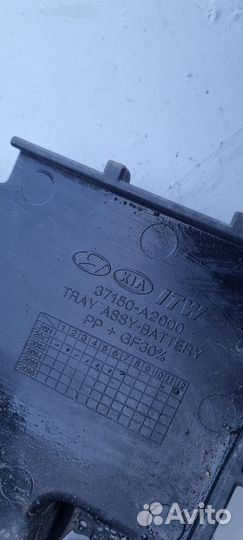 KIA ITW
37150-A2000
TRAY ASSY-BATTERY
PP + GF30%
1 2 3 4 5 6 7 8 9 10 11 12
2011
Avito